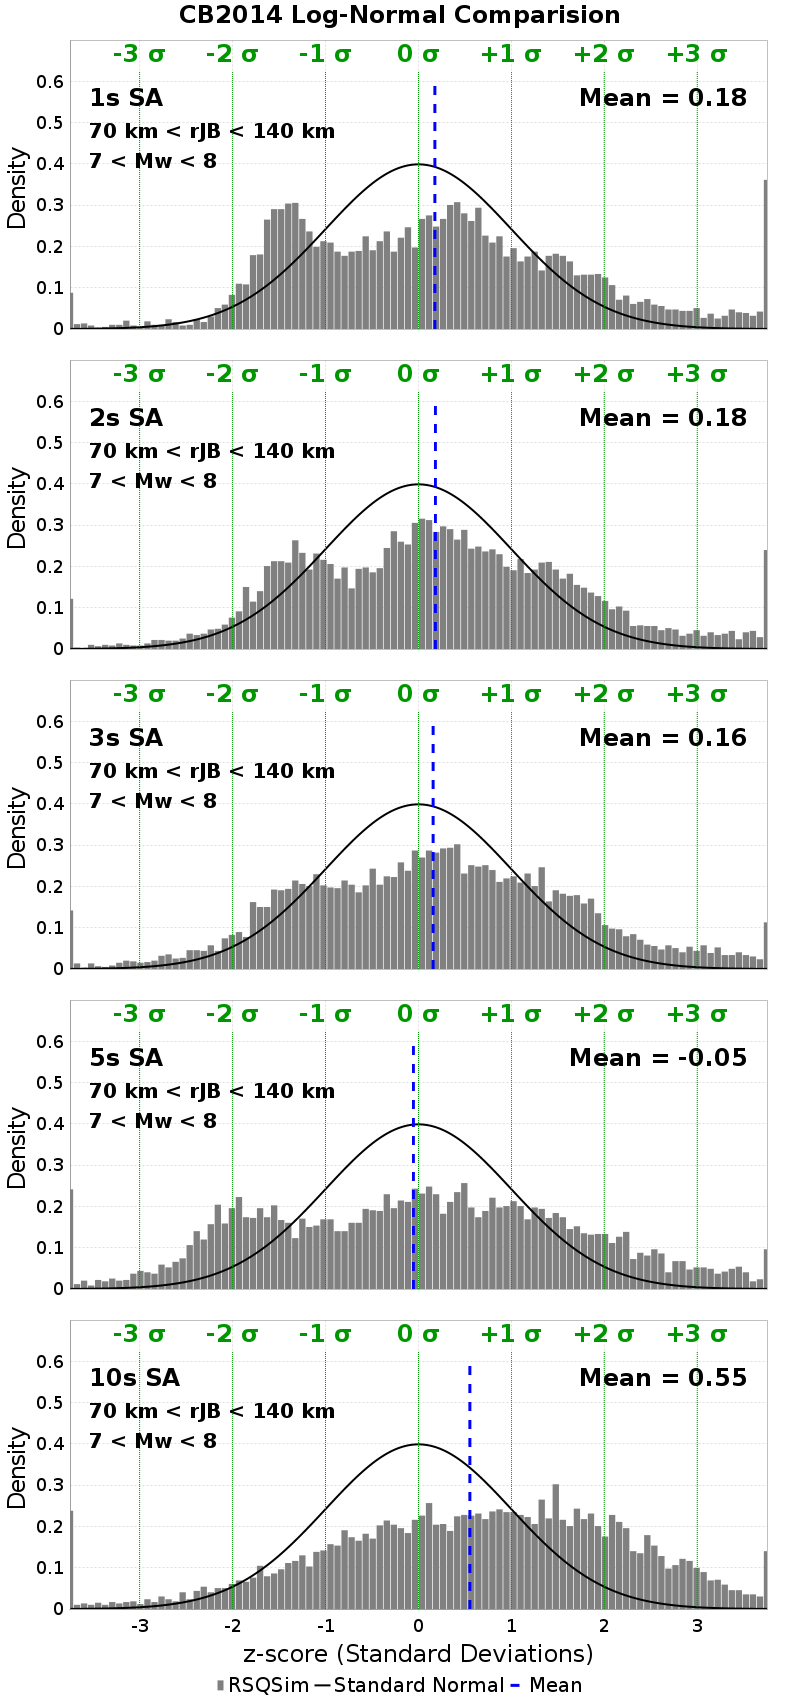 CB2014 Log-Normal Comparision
-3 σ -2 σ -1 σ 0 σ +1 σ +2 σ +3 σ
1s SA Mean = 0.18
70 km < rJB < 140 km
7 < Mw < 8
0.6
0.5
0.4
0.3
0.2
0.1
0
Density
-3 σ -2 σ -1 σ 0 σ +1 σ +2 σ +3 σ
2s SA Mean = 0.18
70 km < rJB < 140 km
7 < Mw < 8
0.6
0.5
0.4
0.3
0.2
0.1
0
Density
-3 σ -2 σ -1 σ 0 σ +1 σ +2 σ +3 σ
3s SA Mean = 0.16
70 km < rJB < 140 km
7 < Mw < 8
0.6
0.5
0.4
0.3
0.2
0.1
0
Density
-3 σ -2 σ -1 σ 0 σ +1 σ +2 σ +3 σ
5s SA Mean = -0.05
70 km < rJB < 140 km
7 < Mw < 8
0.6
0.5
0.4
0.3
0.2
0.1
0
Density
-3 σ -2 σ -1 σ 0 σ +1 σ +2 σ +3 σ
10s SA Mean = 0.55
70 km < rJB < 140 km
7 < Mw < 8
0.6
0.5
0.4
0.3
0.2
0.1
0
Density
-3 -2 -1 0 1 2 3
z-score (Standard Deviations)
RSQSim Standard Normal Mean